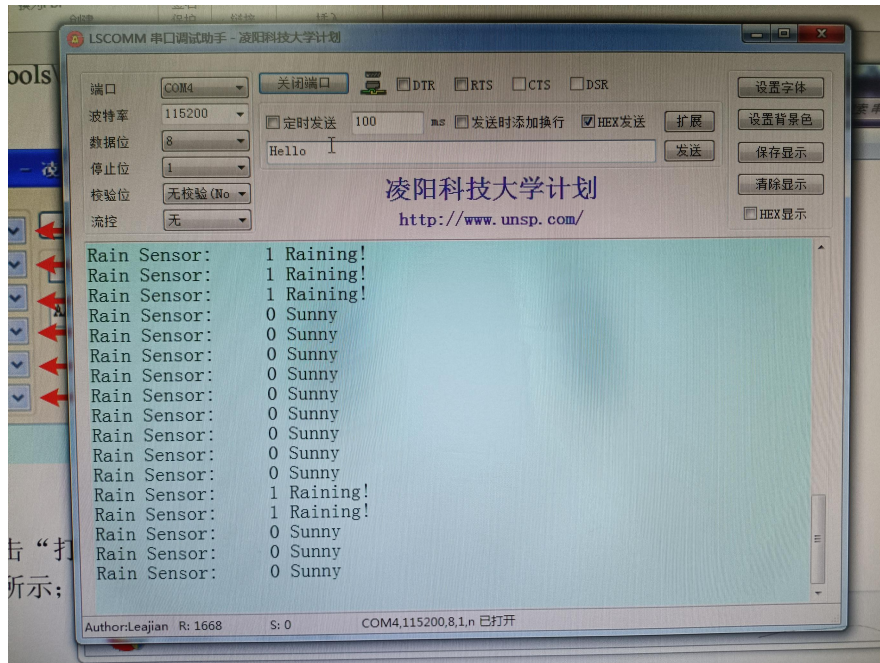 LSCOMM 串口调试助手 - 凌阳科技大学计划
ools\
端口 COM4 关闭端口 DTR RTS CTS DSR 设置字体
波特率 115200 定时发送 100 ms 发送时添加换行 HEX发送 扩展 设置背景色
数据位 8 Hello 发送 保存显示
停止位 1 清除显示
校验位 无校验(No 凌阳科技大学计划
流控 无 http://www.unsp.com/ HEX显示
Rain Sensor: 1 Raining!
Rain Sensor: 1 Raining!
Rain Sensor: 1 Raining!
Rain Sensor: 0 Sunny
Rain Sensor: 0 Sunny
Rain Sensor: 0 Sunny
Rain Sensor: 0 Sunny
Rain Sensor: 0 Sunny
Rain Sensor: 0 Sunny
Rain Sensor: 0 Sunny
Rain Sensor: 0 Sunny
Rain Sensor: 0 Sunny
Rain Sensor: 1 Raining!
Rain Sensor: 1 Raining!
Rain Sensor: 0 Sunny
Rain Sensor: 0 Sunny
Rain Sensor: 0 Sunny
击“打
所示；
Author:Leajian R: 1668 S: 0 COM4,115200,8,1,n 已打开